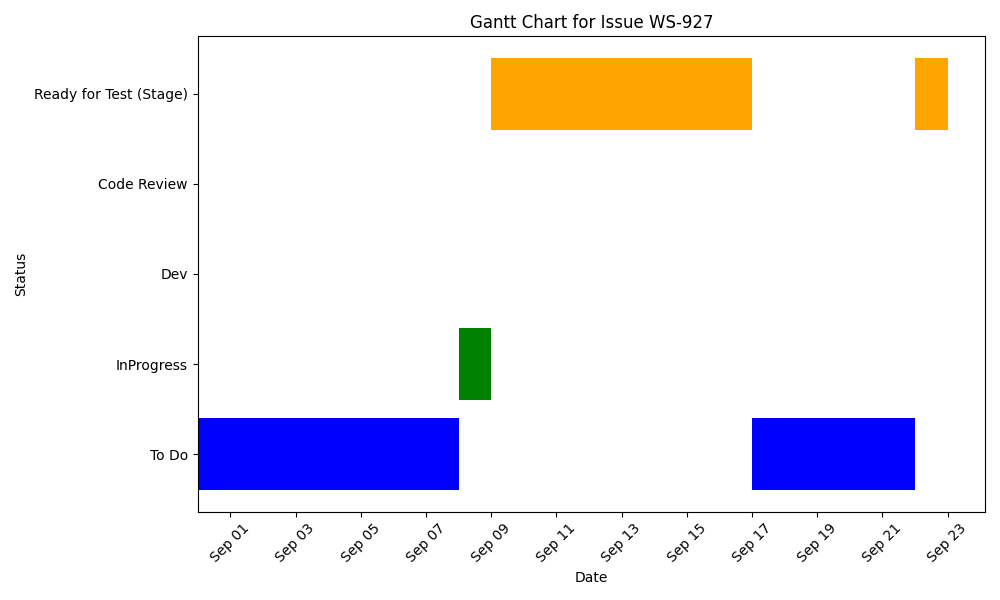 Gantt Chart for Issue WS-927
Ready for Test (Stage)
Code Review
Dev
InProgress
To Do
Status
Sep 01
Sep 03
Sep 05
Sep 07
Sep 09
Sep 11
Sep 13
Sep 15
Sep 17
Sep 19
Sep 21
Sep 23
Date